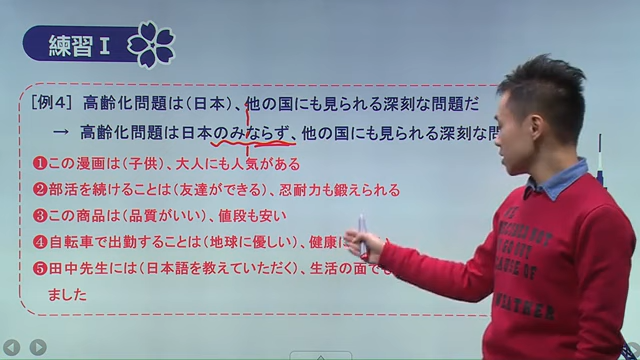 練習Ⅰ
[例4] 高齢化問題は(日本)、他の国にも見られる深刻な問題だ
→ 高齢化問題は日本のみならず、他の国にも見られる深刻な問
❶この漫画は(子供)、大人にも人気がある
❷部活を続けることは(友達ができる)、忍耐力も鍛えられる
❸この商品は(品質がいい)、値段も安い
❹自転車で出勤することは(地球に優しい)、健康に
❺田中先生には(日本語を教えていただく)、生活の面で
ました